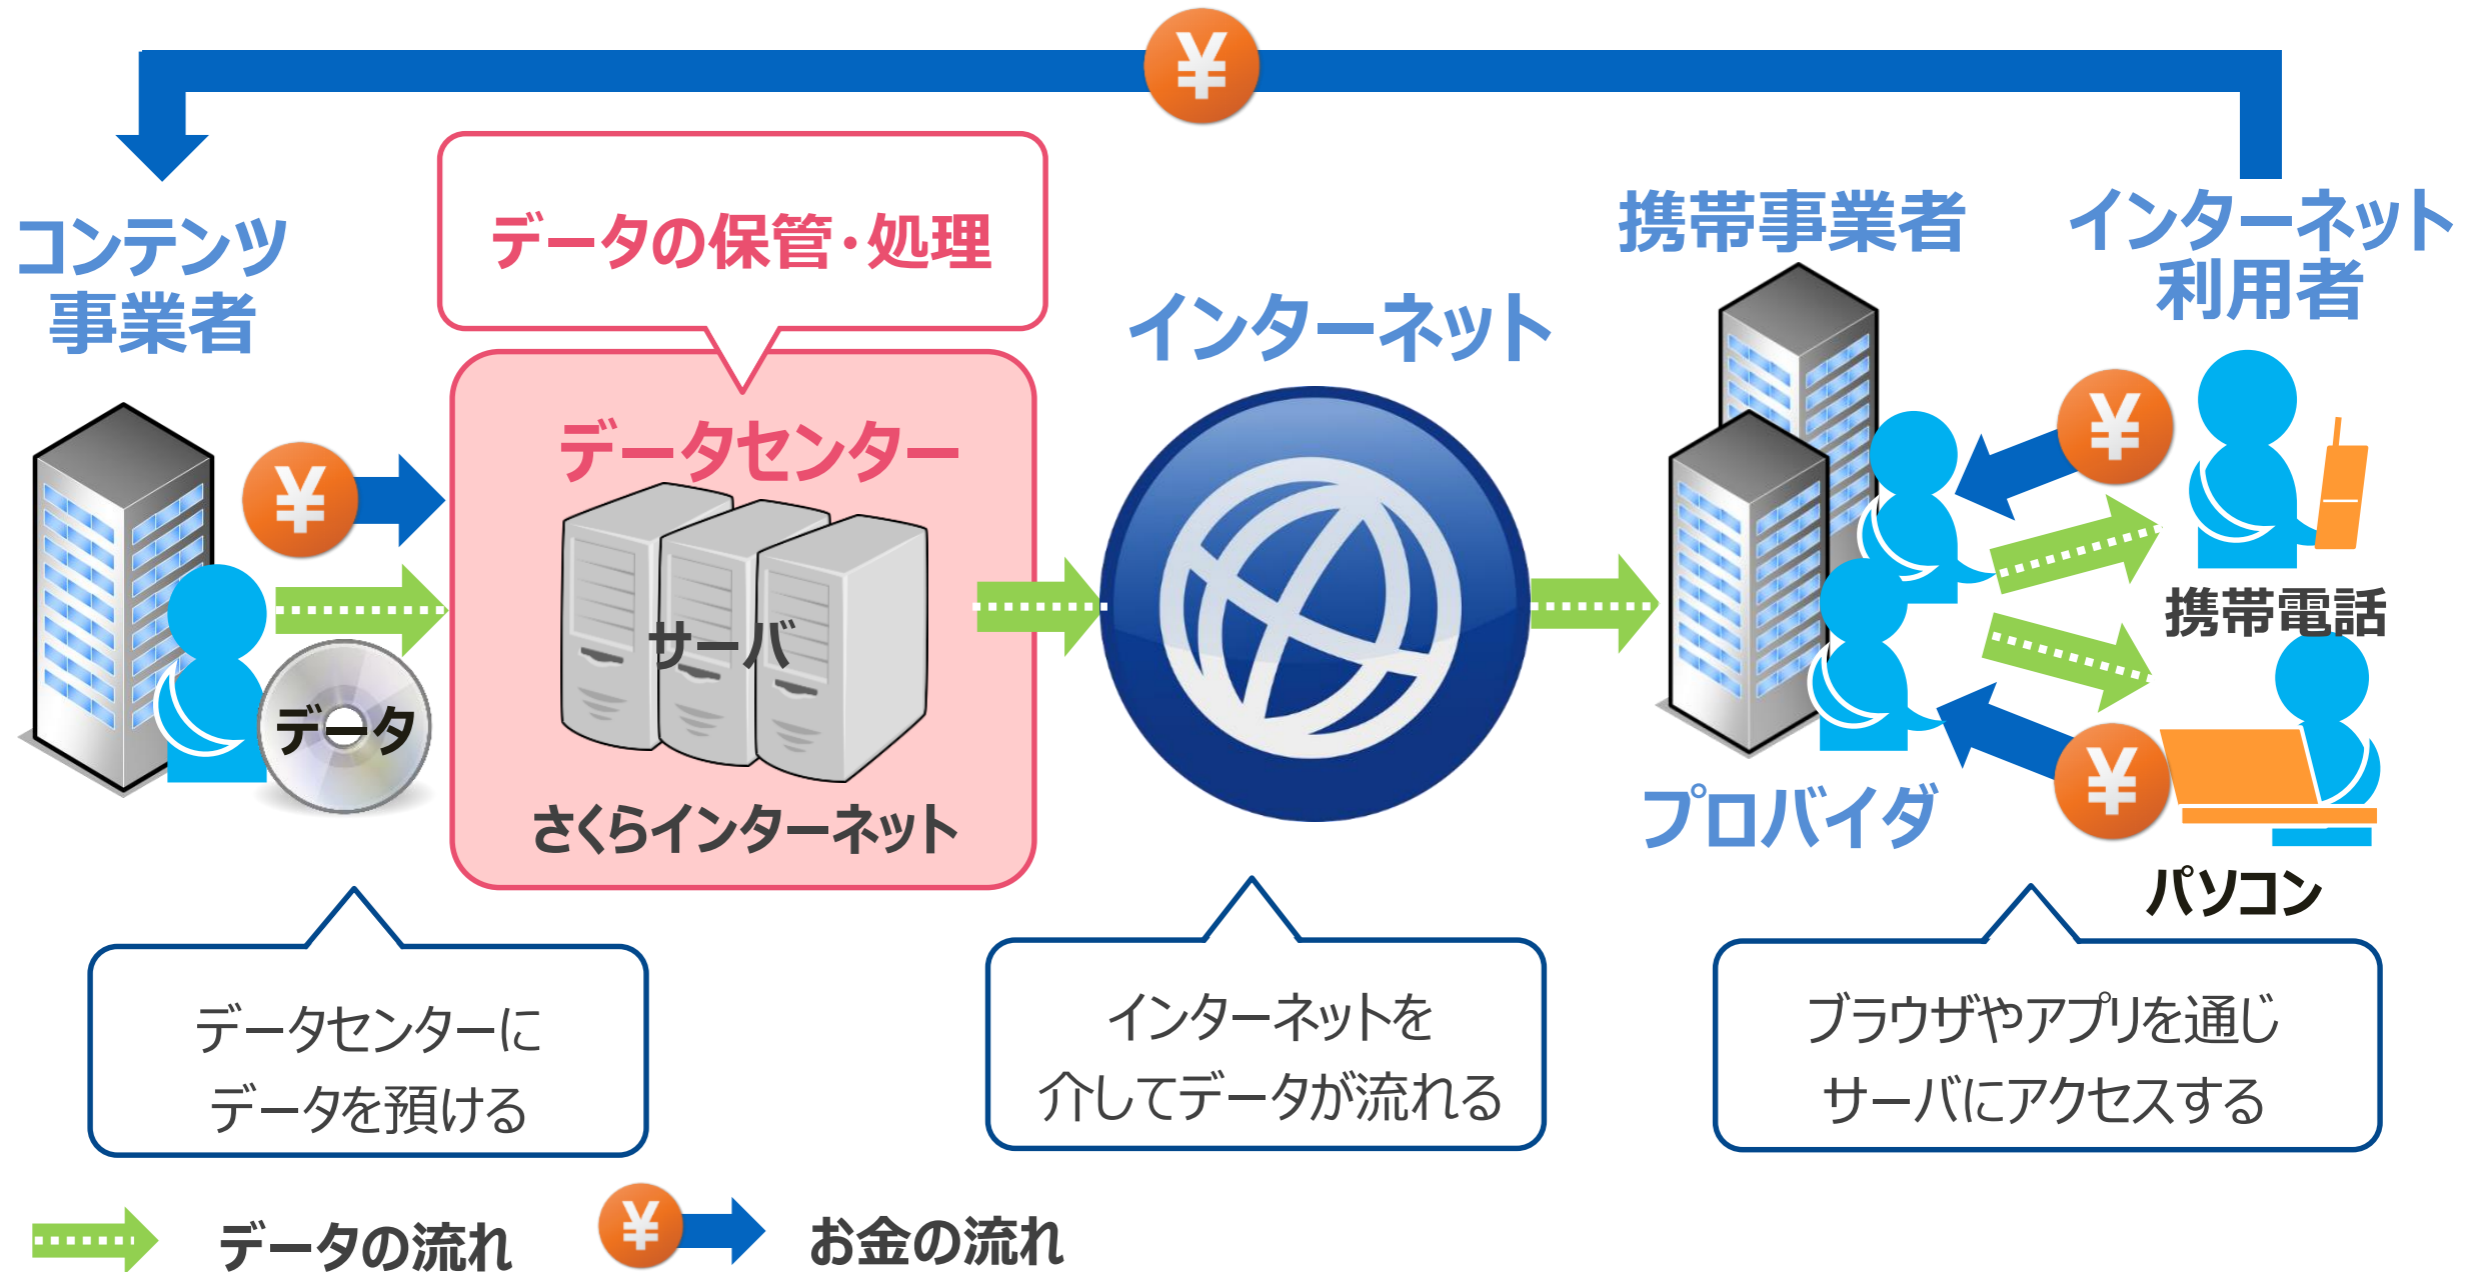 ¥
コンテンツ
事業者
データの保管・処理
携帯事業者
インターネット
利用者
インターネット
データセンター
¥
¥
サーバ
データ
さくらインターネット
携帯電話
¥
プロバイダ
パソコン
データセンターに
データを預ける
インターネットを
介してデータが流れる
ブラウザやアプリを通じ
サーバにアクセスする
データの流れ
¥
お金の流れ